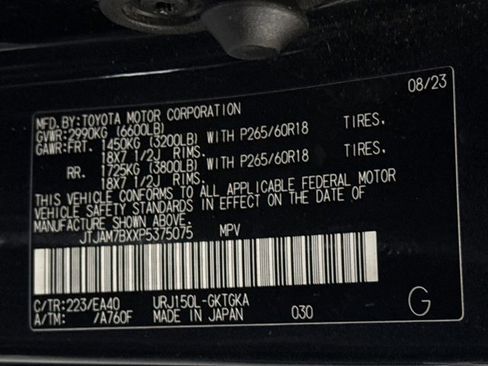 08/23
MFD.BY:TOYOTA MOTOR CORPORATION
GVWR:2990KG (6600LB)
GAWR:FRT. 1450KG (3200LB) WITH P265/60R18 TIRES.
18X7 1/2J RIMS.
RR. 1725KG (3800LB) WITH P265/60R18 TIRES.
18X7 1/2J RIMS.
THIS VEHICLE CONFORMS TO ALL APPLICABLE FEDERAL MOTOR
VEHICLE SAFETY STANDARDS IN EFFECT ON THE DATE OF
MANUFACTURE SHOWN ABOVE.
JTJAM7BXXP5375075 MPV
C/TR:223/EA40 URJ150L-GKTGKA
A/TM: /A760F MADE IN JAPAN 030 G